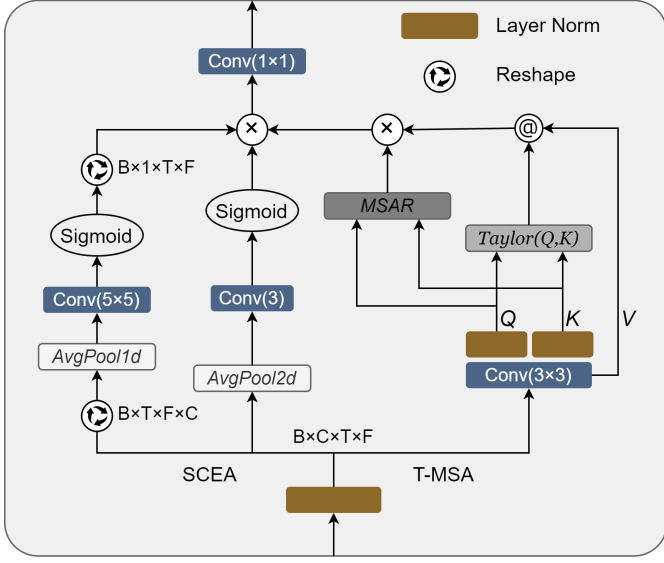 Layer Norm
Conv(1×1)
Reshape
×
×
@
B×1×T×F
MSAR
Sigmoid
Sigmoid
Taylor(Q,K)
Conv(5×5)
Conv(3)
Q
K
V
AvgPool1d
AvgPool2d
Conv(3×3)
B×T×F×C
B×C×T×F
SCEA
T-MSA